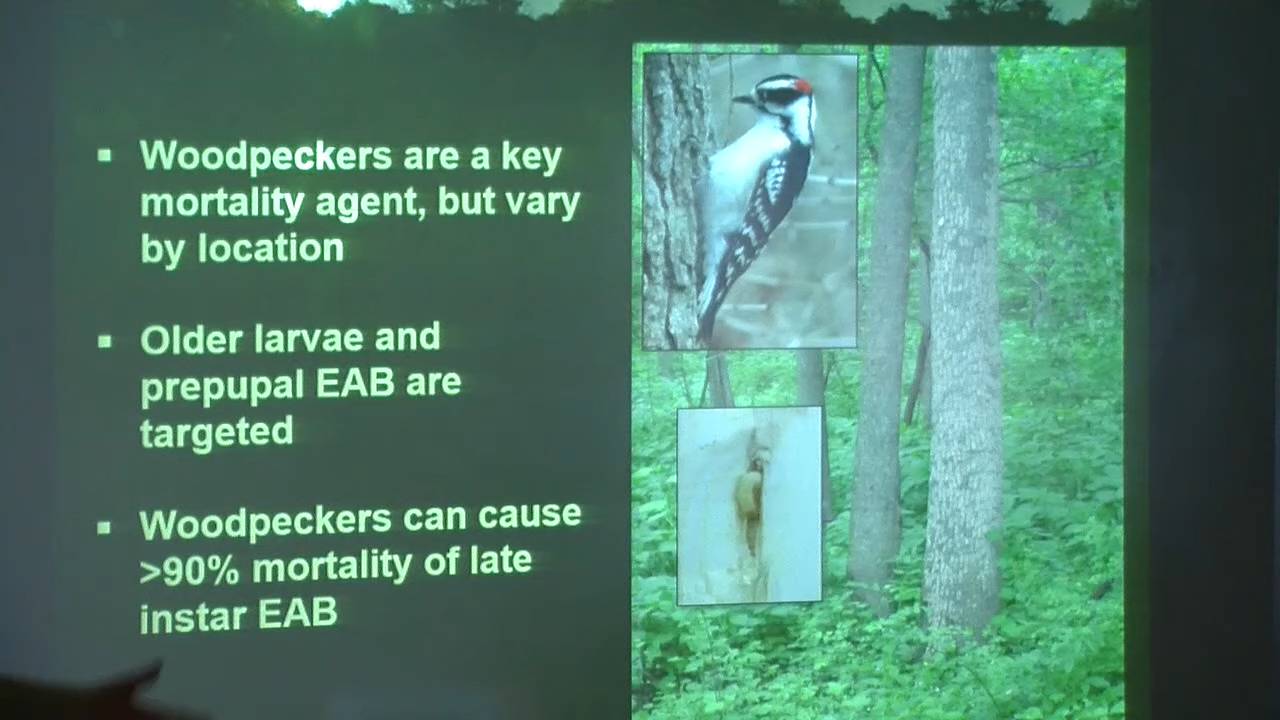 ▪ Woodpeckers are a key
mortality agent, but vary
by location
▪ Older larvae and
prepupal EAB are
targeted
▪ Woodpeckers can cause
>90% mortality of late
instar EAB